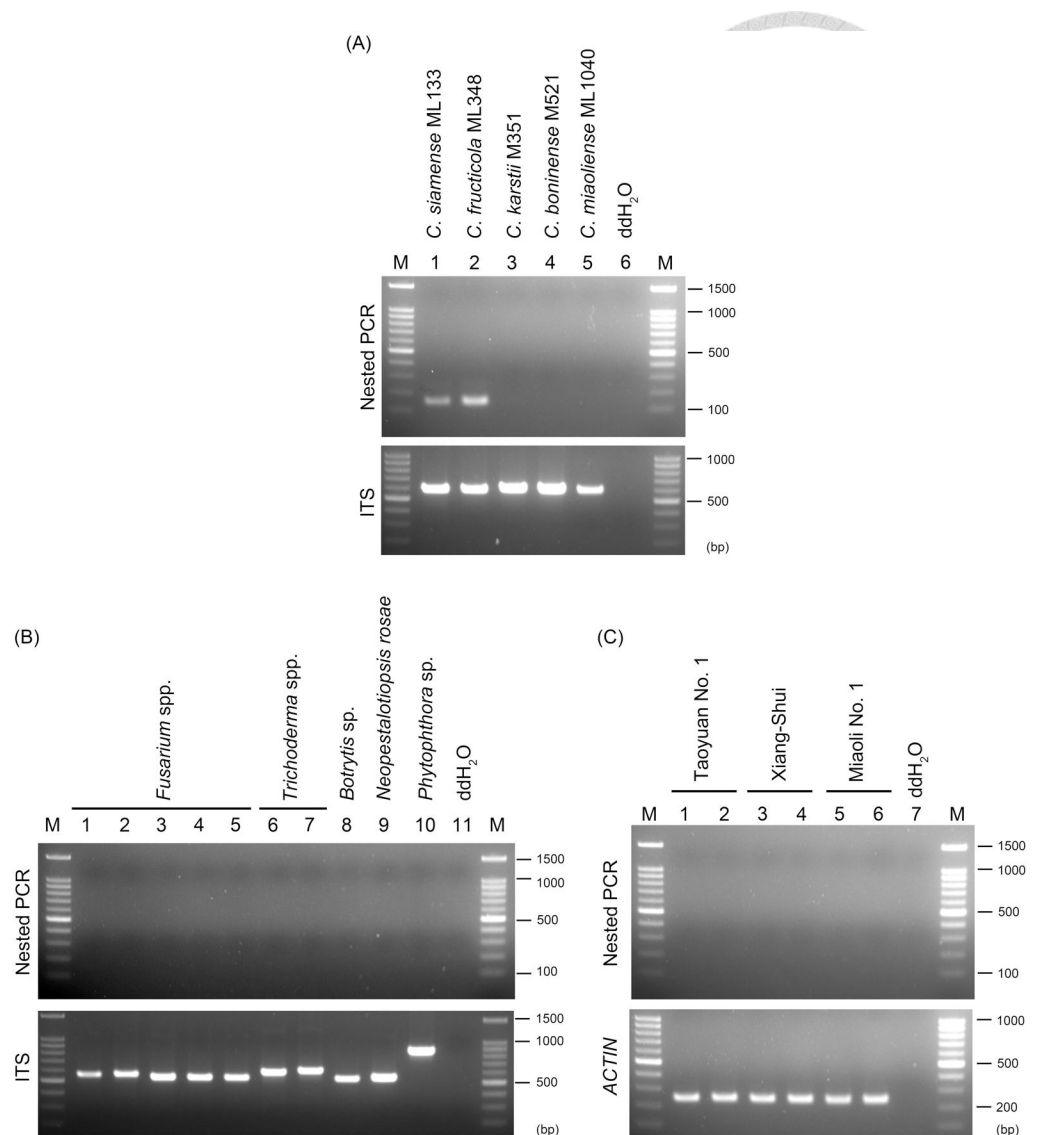 (A)
C. siamense ML133
C. fructicola ML348
C. karstii M351
C. boninense M521
C. miaoliense ML1040
ddH₂O
M 1 2 3 4 5 6 M
Nested PCR
1500
1000
500
100
ITS
1000
500
(bp)
(B)
Fusarium spp.
Trichoderma spp.
Botrytis sp.
Neopestalotiopsis rosae
Phytophthora sp.
ddH₂O
M 1 2 3 4 5 6 7 8 9 10 11 M
Nested PCR
1500
1000
500
100
ITS
1500
1000
500
(bp)
(C)
Taoyuan No. 1
Xiang-Shui
Miaoli No. 1
ddH₂O
M 1 2 3 4 5 6 7 M
Nested PCR
1500
1000
500
100
ACTIN
1000
500
200
(bp)